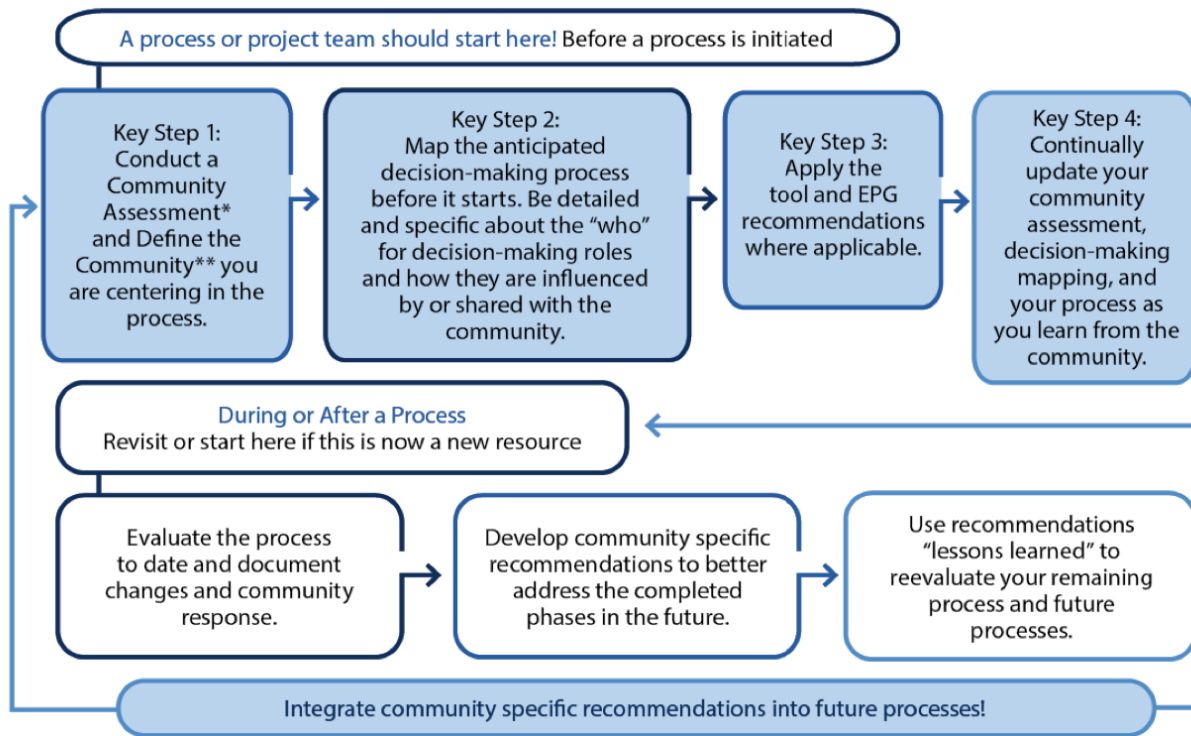 A process or project team should start here! Before a process is initiated
Key Step 1:
Conduct a
Community
Assessment*
and Define the
Community** you
are centering in the
process.
Key Step 2:
Map the anticipated
decision-making process
before it starts. Be detailed
and specific about the “who”
for decision-making roles
and how they are influenced
by or shared with the
community.
Key Step 3:
Apply the
tool and EPG
recommendations
where applicable.
Key Step 4:
Continually
update your
community
assessment,
decision-making
mapping, and
your process as
you learn from the
community.
During or After a Process
Revisit or start here if this is now a new resource
Evaluate the process
to date and document
changes and community
response.
Develop community specific
recommendations to better
address the completed
phases in the future.
Use recommendations
“lessons learned” to
reevaluate your remaining
process and future
processes.
Integrate community specific recommendations into future processes!